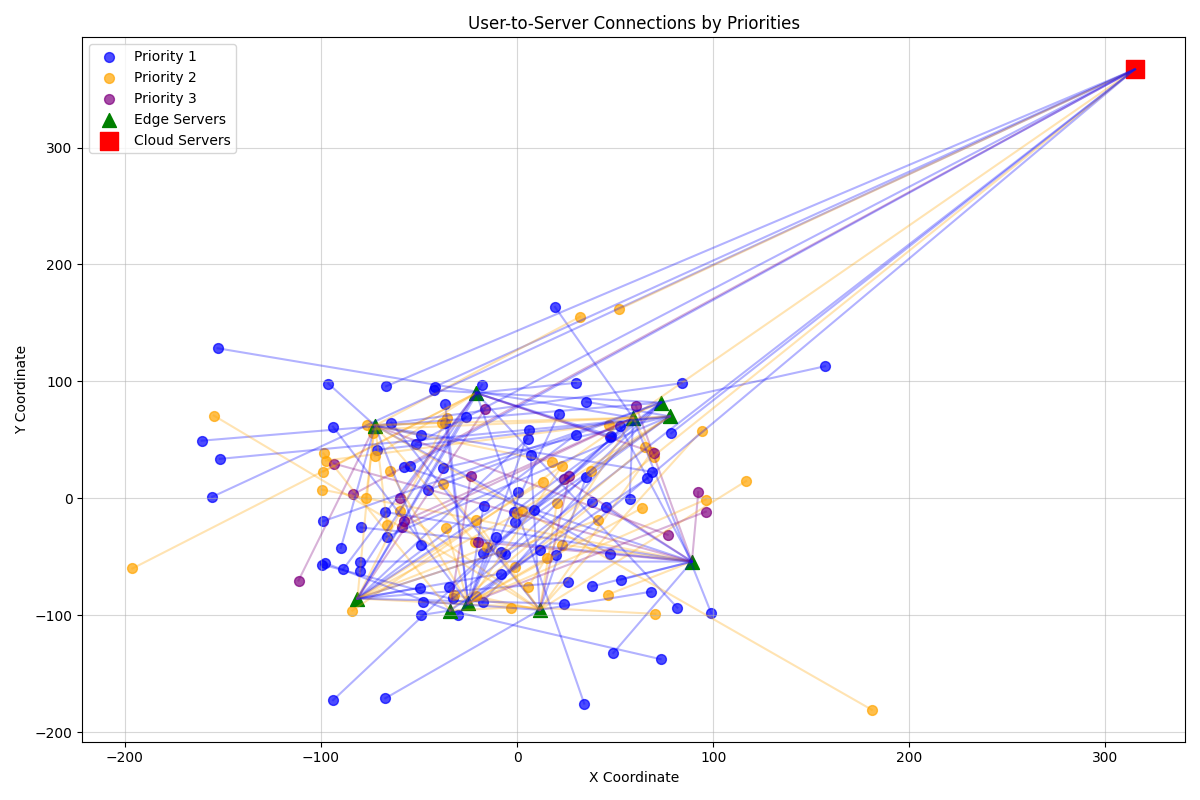 User-to-Server Connections by Priorities
Priority 1
Priority 2
Priority 3
Edge Servers
Cloud Servers
Y Coordinate
300
200
100
0
−100
−200
−200
−100
0
100
200
300
X Coordinate